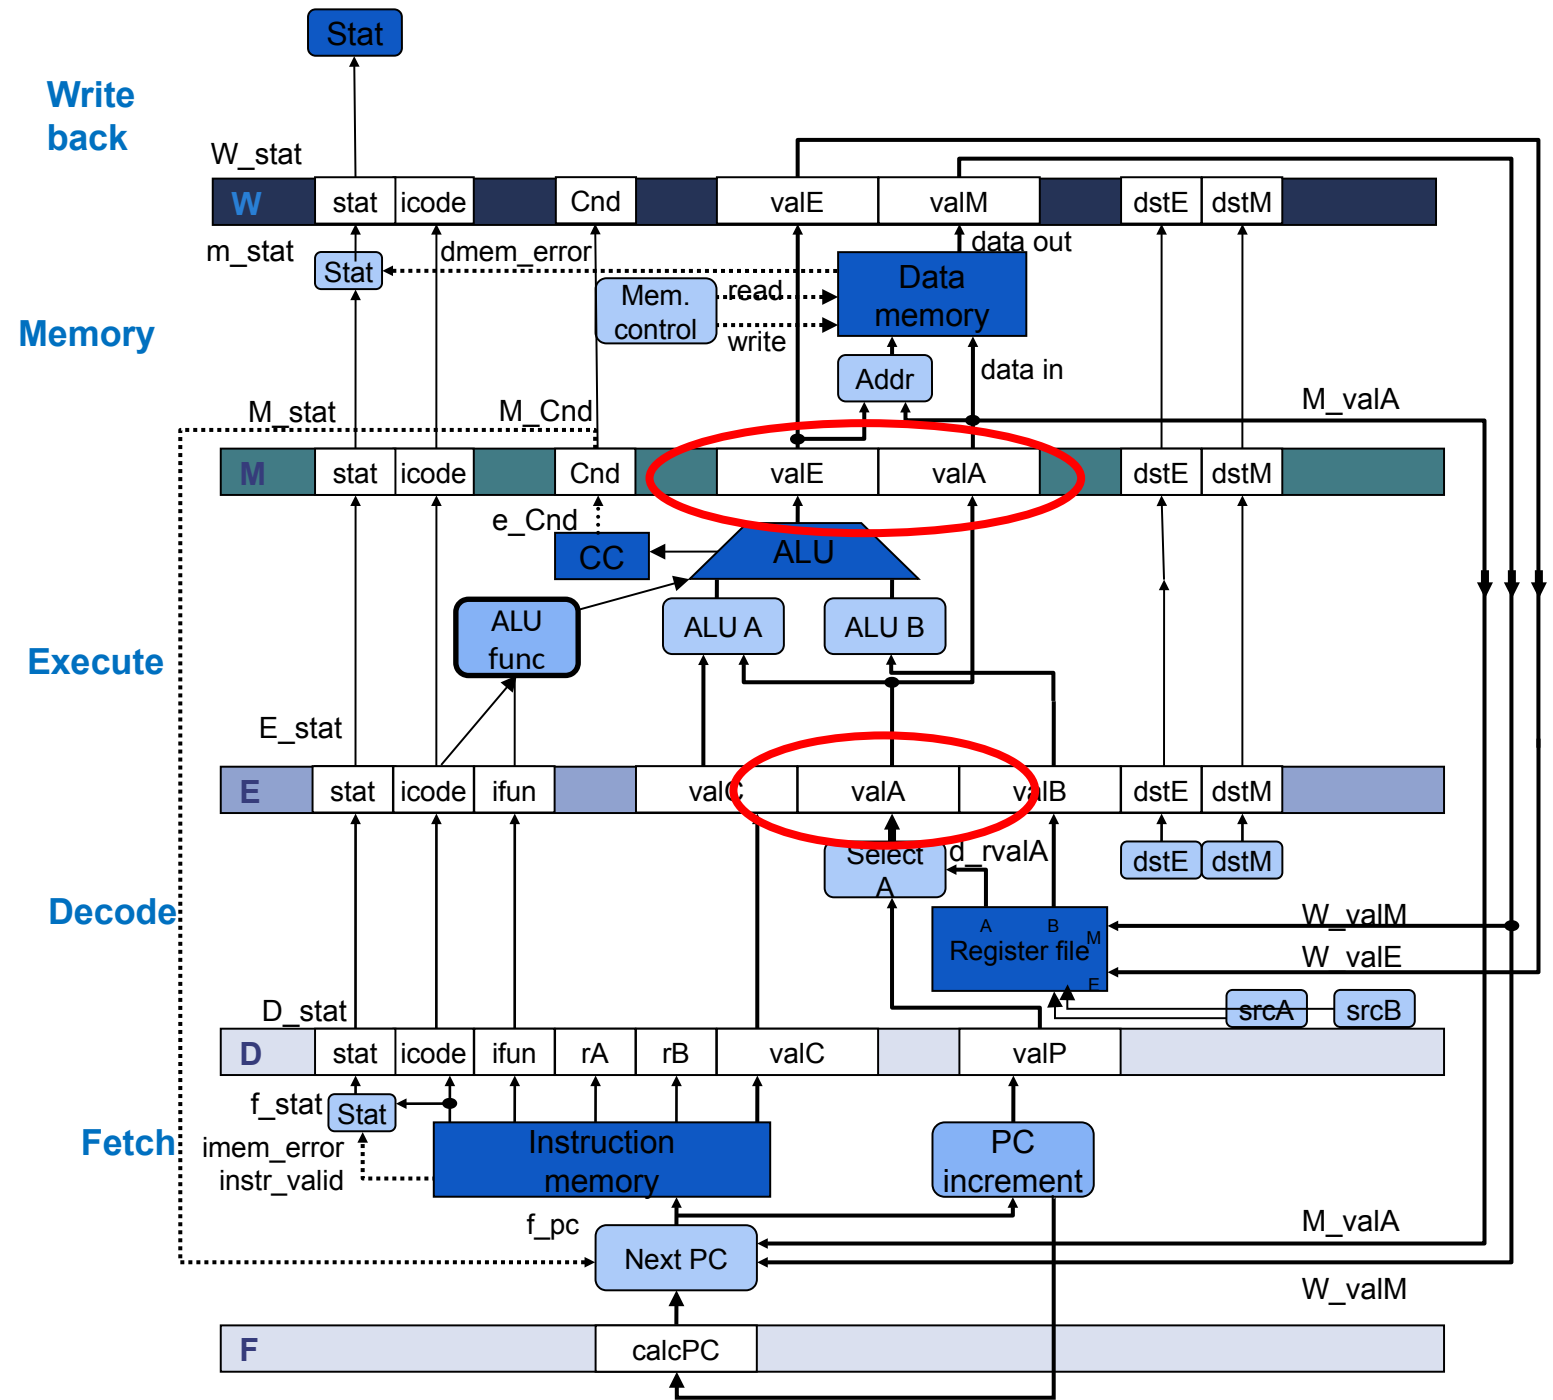 Stat
Write
back
W_stat
W stat icode Cnd valE valM dstE dstM
m_stat
Stat
dmem_error
data out
Data
memory
Mem.
control
read
write
Memory
Addr
data in
M_stat
M_Cnd
M_valA
M stat icode Cnd valE valA dstE dstM
e_Cnd
CC
ALU
ALU
func
ALU A
ALU B
Execute
E_stat
E stat icode ifun valC valA valB dstE dstM
Select
A
d_rvalA
dstE dstM
Decode
A B
M
Register file
E
W_valM
W_valE
srcA srcB
D_stat
D stat icode ifun rA rB valC valP
f_stat
Stat
Fetch
imem_error
instr_valid
Instruction
memory
PC
increment
f_pc
M_valA
Next PC
W_valM
F calcPC